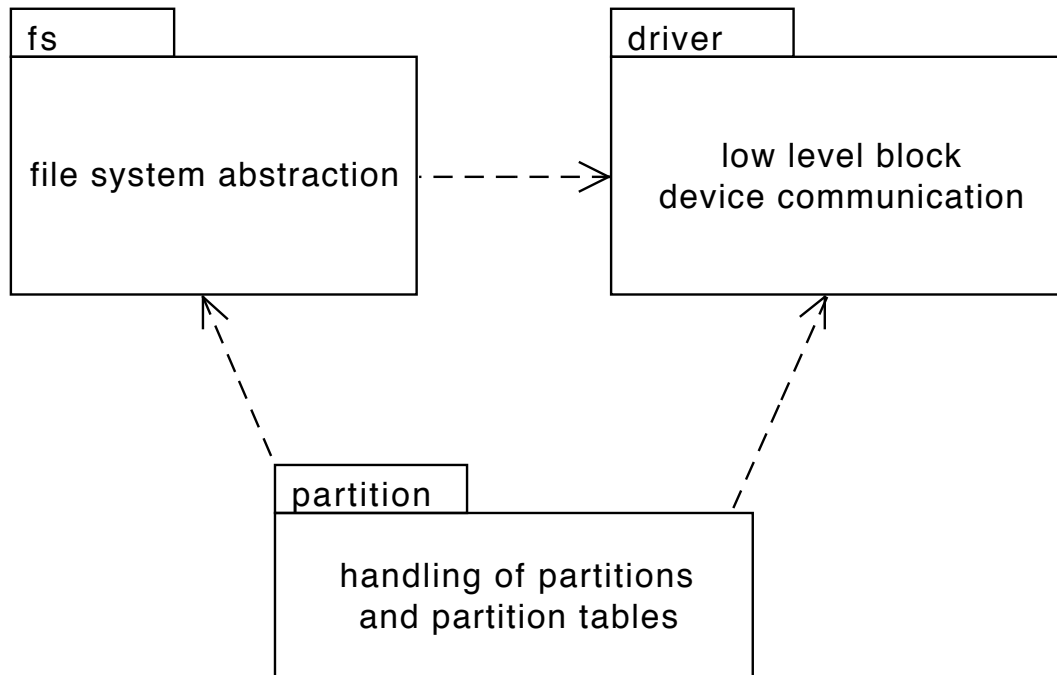 fs
file system abstraction
driver
low level block
device communication
partition
handling of partitions
and partition tables